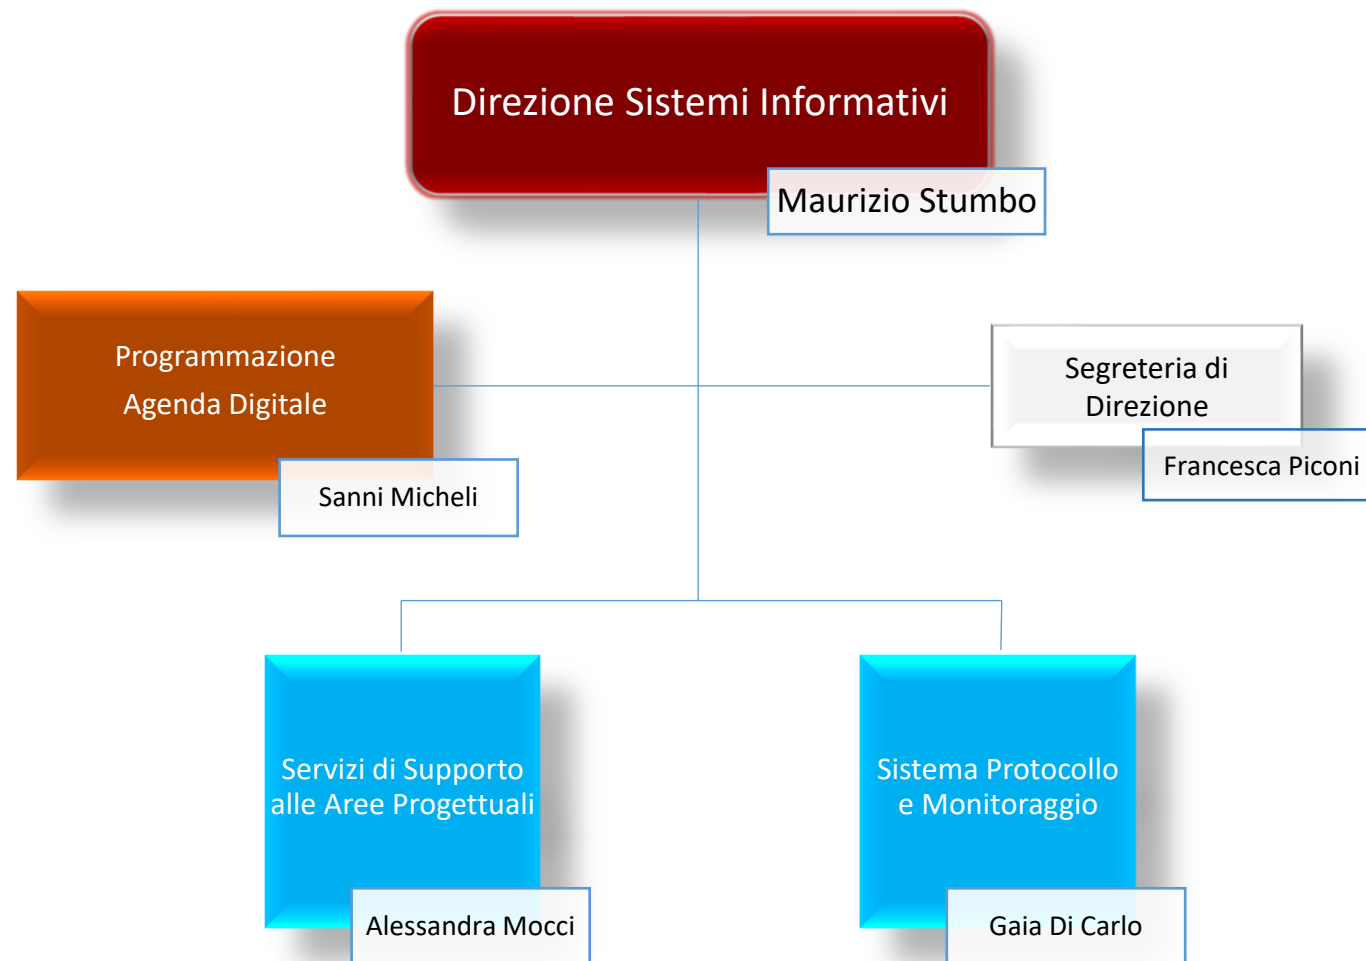 Direzione Sistemi Informativi
Maurizio Stumbo
Programmazione
Agenda Digitale
Sanni Micheli
Segreteria di
Direzione
Francesca Piconi
Servizi di Supporto
alle Aree Progettuali
Alessandra Mocci
Sistema Protocollo
e Monitoraggio
Gaia Di Carlo